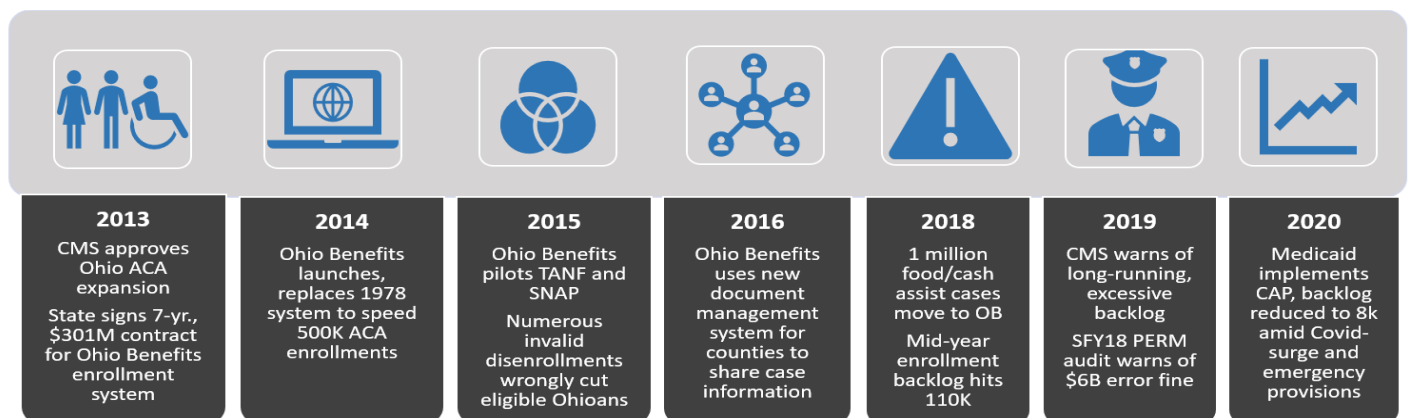 2013
CMS approves
Ohio ACA
expansion
State signs 7-yr.,
$301M contract
for Ohio Benefits
enrollment
system
2014
Ohio Benefits
launches,
replaces 1978
system to speed
500K ACA
enrollments
2015
Ohio Benefits
pilots TANF and
SNAP
Numerous
invalid
disenrollments
wrongly cut
eligible Ohioans
2016
Ohio Benefits
uses new
document
management
system for
counties to
share case
information
2018
1 million
food/cash
assist cases
move to OB
Mid-year
enrollment
backlog hits
110K
2019
CMS warns of
long-running,
excessive
backlog
SFY18 PERM
audit warns of
$6B error fine
2020
Medicaid
implements
CAP, backlog
reduced to 8k
amid Covid-
surge and
emergency
provisions